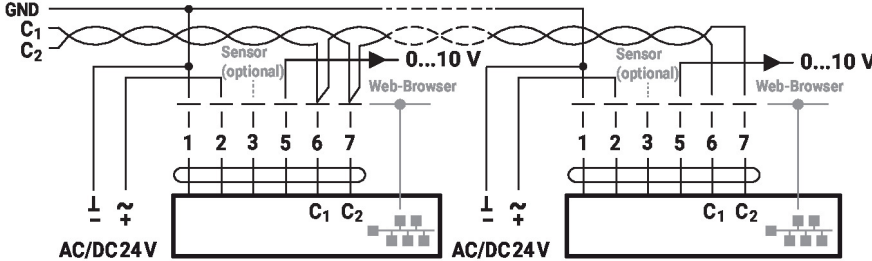 GND
C1
C2
Sensor
(optional)
0...10 V
Sensor
(optional)
0...10 V
Web-Browser
Web-Browser
1 2 3 5 6 7
1 2 3 5 6 7
⊥ ~
– +
C1 C2
⊥ ~
– +
C1 C2
AC/DC 24 V
AC/DC 24 V